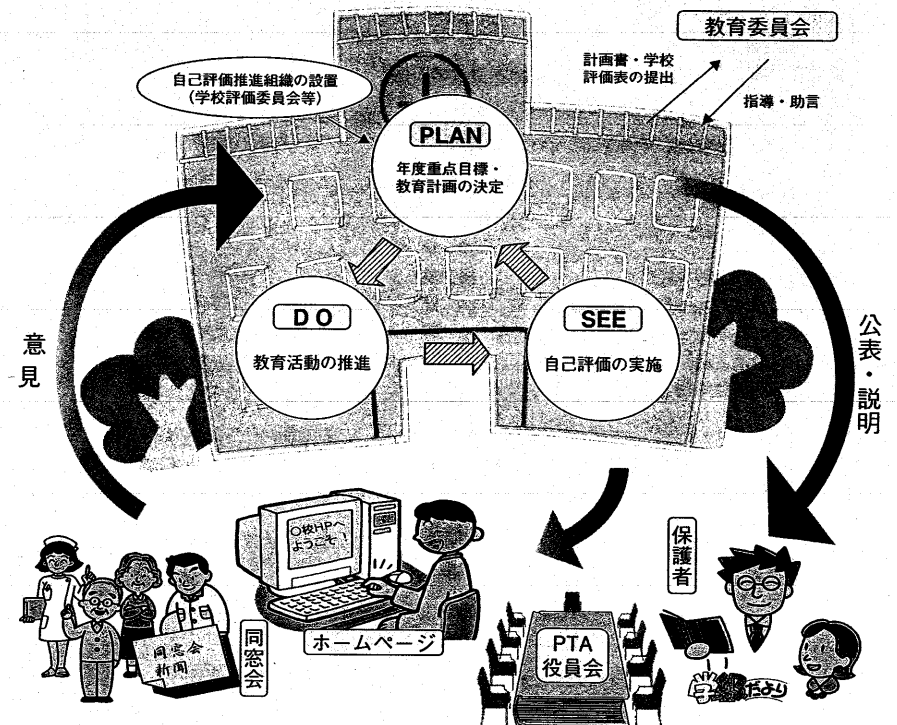 教育委員会
計画書・学校
評価表の提出
指導・助言
自己評価推進組織の設置
(学校評価委員会等)
PLAN
年度重点目標・
教育計画の決定
DO
教育活動の推進
SEE
自己評価の実施
意見
公表・説明
○校HPへ
ようこそ!
ホームページ
同窓会
新聞
同窓会
PTA
役員会
保護者
だより